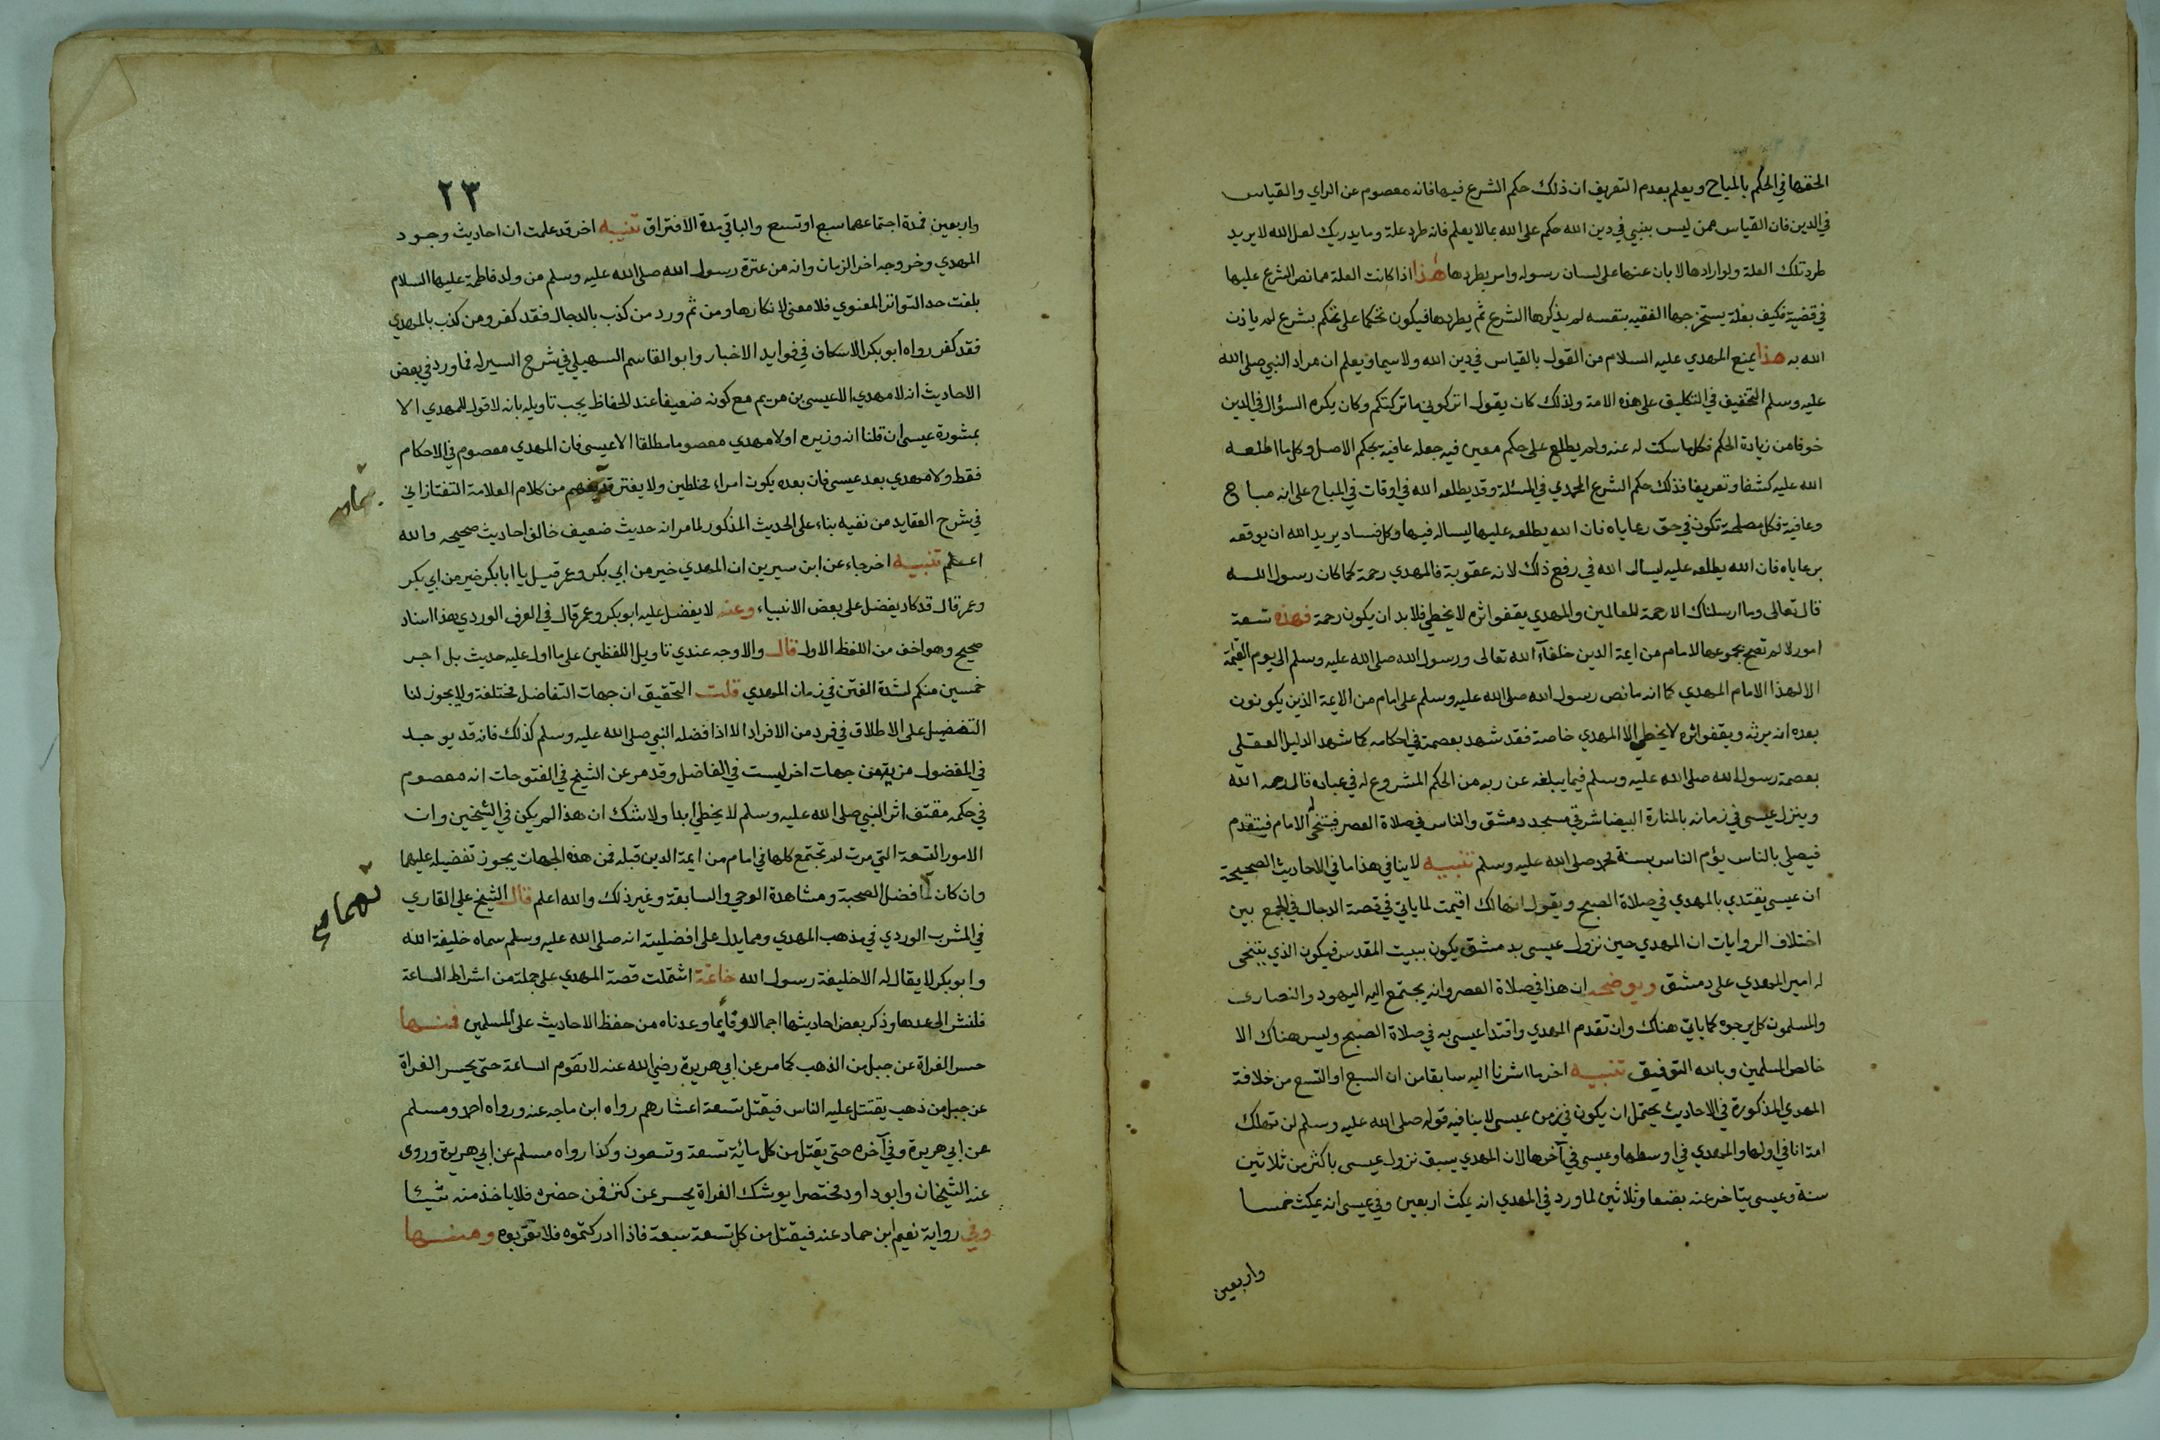 الحقها في الحكم بالمباح ويعلم بعدم التعريف ان ذلك حكم الشرع فيها فانه معصوم عن الراي والقياس
في الدين فان القياس ممن ليس بنبي في دين الله حكم على الله بما لا يعلم فانه طرد علة وما يدريك لعل الله لا يريد
طرد تلك العلة ولو ارادها لابان عنها على لسان رسوله وامر بطردها هذا اذا كانت العلة مما نص الشرع عليها
في قضية فكيف بعلة يستخرجها الفقيه بنفسه لم يذكرها الشرع ثم يطردها فيكون تحكما على تحكم بشرع لم ياذن
الله به هذا يمنع المهدي عليه السلام من القول بالقياس في دين الله ولا سيما ويعلم ان مراد النبي صلى الله
عليه وسلم التخفيف في التكليف على هذه الامة ولذلك كان يقول اتركوني ما تركتكم وكان يكره السؤال في الدين
خوفا من زيادة الحكم فكل ما سكت له عنه ولم يطلع على حكم معين فيه جعله عافية بحكم الاصل وكل ما اطلعه
الله عليه كشفا وتعريفا فذلك حكم الشرع المحمدي في المسئلة وقد يطلعه الله في اوقات في المباح على انه مباح
وعافية فكل مصلحة تكون في حق رعاياه فان الله يطلعه عليها ليساله فيها وكل فساد يريد الله ان يوقعه
برعاياه فان الله يطلعه عليه ليسال الله في رفع ذلك لانه عقوبة فالمهدي رحمة كما كان رسول الله
قال تعالى وما ارسلناك الا رحمة للعالمين والمهدي يقفو اثره لا يخطي فلا بد ان يكون رحمة فهذه تسعة
امور لا لم تصح بمجموعها لامام من ايمة الدين خلفاء الله تعالى ورسول الله صلى الله عليه وسلم الى يوم القيمة
الا لهذا الامام المهدي كما انه ما نص رسول الله صلى الله عليه وسلم على امام من الايمة الذين يكونون
بعده انه يرثه ويقفو اثره لا يخطي الا المهدي خاصة فقد شهد بعصمته في احكامه كما شهد الدليل العقلي
بعصمة رسول الله صلى الله عليه وسلم فيما يبلغه عن ربه من الحكم المشروع له في عباده قال رحمه الله
وينزل عيسى في زمانه بالمنارة البيضا شرقي مسجد دمشق والناس في صلاة العصر فيتنحى له الامام فيتقدم
فيصلي بالناس يؤم الناس بسنة محمد صلى الله عليه وسلم تنبيه لا ينافي هذا ما في الاحاديث الصحيحة
ان عيسى يقتدي بالمهدي في صلاة الصبح ويقول انها لك اقيمت لما ياتي في قصة الدجال في الجمع بين
اختلاف الروايات ان المهدي حين نزول عيسى بدمشق يكون ببيت المقدس فيكون الذي يتنحى
له امير المهدي على دمشق ويوضحه ان هذا في صلاة العصر وانه يجتمع اليه اليهود والنصارى
والمسلمون كل يرجوه كما ياتي هناك وان تقدم المهدي واقتدا عيسى به في صلاة الصبح وليس هناك الا
خالص المسلمين وبالله التوفيق تنبيه اخر ما اشرنا اليه سابقا من ان السبع او التسع من خلافة
المهدي المذكورة في الاحاديث يحتمل ان يكون في زمن عيسى لا ينافيه قوله صلى الله عليه وسلم لن تهلك
امة انا في اولها والمهدي في اوسطها وعيسى في آخرها لان المهدي يسبق نزول عيسى باكثر من ثلاثين
سنة وعيسى يتاخر عنه بضعا وثلاثين لما ورد في المهدي انه يمكث اربعين وفي عيسى انه يمكث خمسا
واربعين
٢٣
واربعين فمدة اجتماعهما سبع او تسع والباقي مدة الافتراق تنبيه اخر قد علمت ان احاديث وجود
المهدي وخروجه اخر الزمان وانه من عترة رسول الله صلى الله عليه وسلم من ولد فاطمة عليها السلام
بلغت حد التواتر المعنوي فلا معنى لانكارها ومن ثم ورد من كذب بالدجال فقد كفر ومن كذب بالمهدي
فقد كفر رواه ابو بكر الاسكاف في فوايد الاخبار وابو القاسم السهيلي في شرح السير له فما ورد في بعض
الاحاديث انه لا مهدي الا عيسى بن مريم مع كونه ضعيفا عند الحفاظ يجب تاويله بانه لا قول للمهدي الا
بمشورة عيسى ان قلنا انه وزيره او لا مهدي معصوما مطلقا الا عيسى فان المهدي معصوم في الاحكام
فقط ولا مهدي بعد عيسى فان بعده يكون امراء مخلطين ولا يغتر من كلام العلامة التفتازاني
في شرح العقايد من نفيه بناء على الحديث المذكور لما مر انه حديث ضعيف خالف احاديث صحيحه والله
اعلم تنبيه اخر جاء عن ابن سيرين ان المهدي خير من ابي بكر وعمر قيل يا ابا بكر خير من ابي بكر
وعمر قال قد كاد يفضل على بعض الانبياء وعنه لا يفضل عليه ابو بكر وعمر قال في العرف الوردي هذا اسناد
صحيح وهو اخف من اللفظ الاول قال والاوجه عندي تاويل اللفظين على ما اول عليه حديث بل اجر
خمسين منكم لشدة الفتن في زمان المهدي قلت التحقيق ان جهات التفاضل مختلفة ولا يجوز لنا
التفضيل على الاطلاق في فرد من الافراد الا اذا فضله النبي صلى الله عليه وسلم كذلك فانه قد يوجد
في المفضول مزية من جهات اخر ليست في الفاضل وقد مر عن الشيخ في الفتوحات انه معصوم
في حكمه مقتف اثر النبي صلى الله عليه وسلم لا يخطي ابدا ولا شك ان هذا لم يكن في الشيخين وان
الامور التسعة التي مرت لم تجتمع كلها في امام من ايمة الدين قبله فمن هذه الجهات يجوز تفضيله عليهما
وان كان افضل الصحبة ومشاهدة الوحي والسابقة وغير ذلك والله اعلم قال الشيخ علي القاري
في المشرب الوردي في مذهب المهدي ومما يدل على افضليته انه صلى الله عليه وسلم سماه خليفة الله
وابو بكر لا يقال له الا خليفة رسول الله خاتمة اشتملت قصة المهدي على جملة من اشراط الساعة
فلنشر الى عدها وذكر بعض احاديثها اجمالا وفايما وعدناه من حفظ الاحاديث على المسلمين فمنها
حسر الفراة عن جبل من الذهب كما مر عن ابي هريرة رضي الله عنه لا تقوم الساعة حتى يحسر الفراة
عن جبل من ذهب يقتتل عليه الناس فيقتل تسعة اعشارهم رواه ابن ماجه عنه ورواه احمد ومسلم
عن ابي هريرة وفي آخره حتى يقتل من كل ماية تسعة وتسعون وكذا رواه مسلم عن ابي هريرة وروى
عنه الشيخان وابو داود مختصرا يوشك الفراة يحسر عن كنز فمن حضره فلا ياخذ منه شيئا
وفي رواية نعيم ابن حماد عنه فيقتل من كل تسعة سبعة فاذا ادركتموه فلا تقربوه ومنها